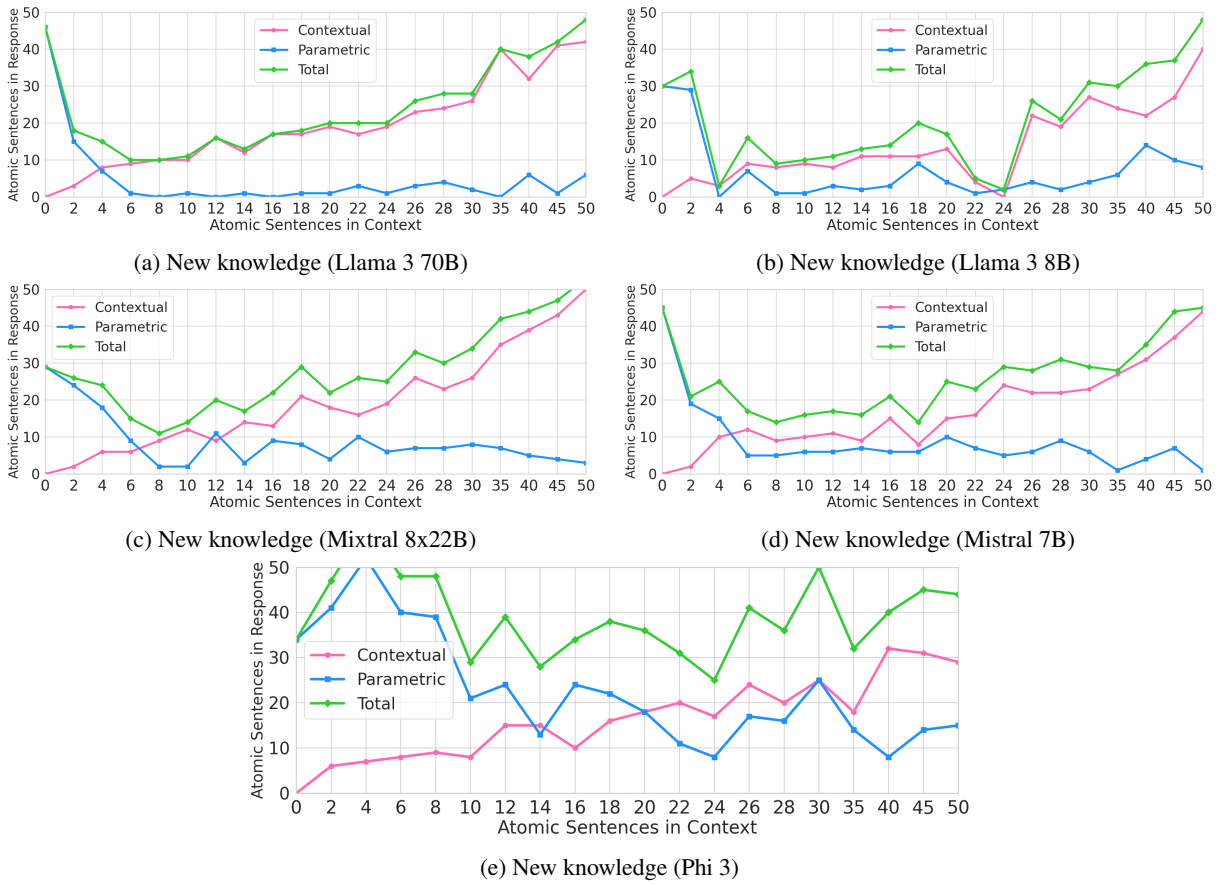 Atomic Sentences in Response
50
40
30
20
10
0
Contextual
Parametric
Total
0 2 4 6 8 10 12 14 16 18 20 22 24 26 28 30 35 40 45 50
Atomic Sentences in Context
(a) New knowledge (Llama 3 70B)
Atomic Sentences in Response
50
40
30
20
10
0
Contextual
Parametric
Total
0 2 4 6 8 10 12 14 16 18 20 22 24 26 28 30 35 40 45 50
Atomic Sentences in Context
(b) New knowledge (Llama 3 8B)
Atomic Sentences in Response
50
40
30
20
10
0
Contextual
Parametric
Total
0 2 4 6 8 10 12 14 16 18 20 22 24 26 28 30 35 40 45 50
Atomic Sentences in Context
(c) New knowledge (Mixtral 8x22B)
Atomic Sentences in Response
50
40
30
20
10
0
Contextual
Parametric
Total
0 2 4 6 8 10 12 14 16 18 20 22 24 26 28 30 35 40 45 50
Atomic Sentences in Context
(d) New knowledge (Mistral 7B)
Atomic Sentences in Response
50
40
30
20
10
0
Contextual
Parametric
Total
0 2 4 6 8 10 12 14 16 18 20 22 24 26 28 30 35 40 45 50
Atomic Sentences in Context
(e) New knowledge (Phi 3)